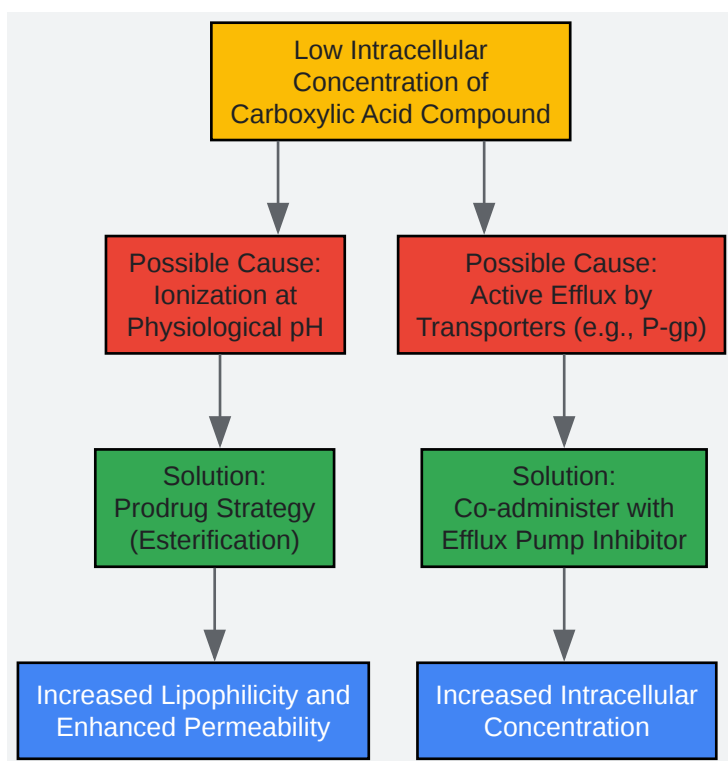 Low Intracellular
Concentration of
Carboxylic Acid Compound
Possible Cause:
Ionization at
Physiological pH
Possible Cause:
Active Efflux by
Transporters (e.g., P-gp)
Solution:
Prodrug Strategy
(Esterification)
Solution:
Co-administer with
Efflux Pump Inhibitor
Increased Lipophilicity and
Enhanced Permeability
Increased Intracellular
Concentration